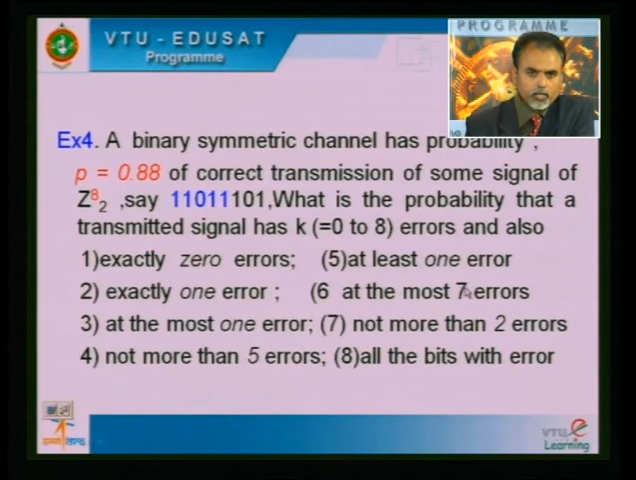 VTU - EDUSAT
Programme
PROGRAMME
Ex4. A binary symmetric channel has probability ,
p = 0.88 of correct transmission of some signal of
Z⁸₂ ,say 11011101,What is the probability that a
transmitted signal has k (=0 to 8) errors and also
1)exactly zero errors; (5)at least one error
2) exactly one error ; (6 at the most 7 errors
3) at the most one error; (7) not more than 2 errors
4) not more than 5 errors; (8)all the bits with error
VTU e
Learning